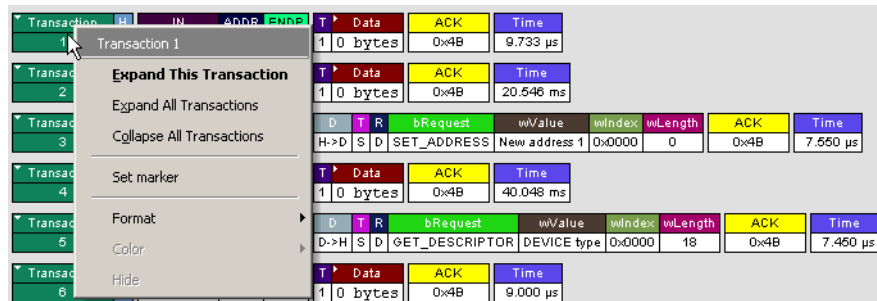 Transaction H IN ADDR ENDP T Data ACK Time
1 1 0 bytes 0x4B 9.733 µs
Transaction 1
Expand This Transaction
Expand All Transactions
Collapse All Transactions
Set marker
Format
Color
Hide
Transac T Data ACK Time
2 1 0 bytes 0x4B 20.546 ms
Transac D T R bRequest wValue wIndex wLength ACK Time
3 H->D S D SET_ADDRESS New address 1 0x0000 0 0x4B 7.550 µs
Transac T Data ACK Time
4 1 0 bytes 0x4B 40.048 ms
Transac D T R bRequest wValue wIndex wLength ACK Time
5 D->H S D GET_DESCRIPTOR DEVICE type 0x0000 18 0x4B 7.450 µs
Transac T Data ACK Time
6 1 0 bytes 0x4B 9.000 µs